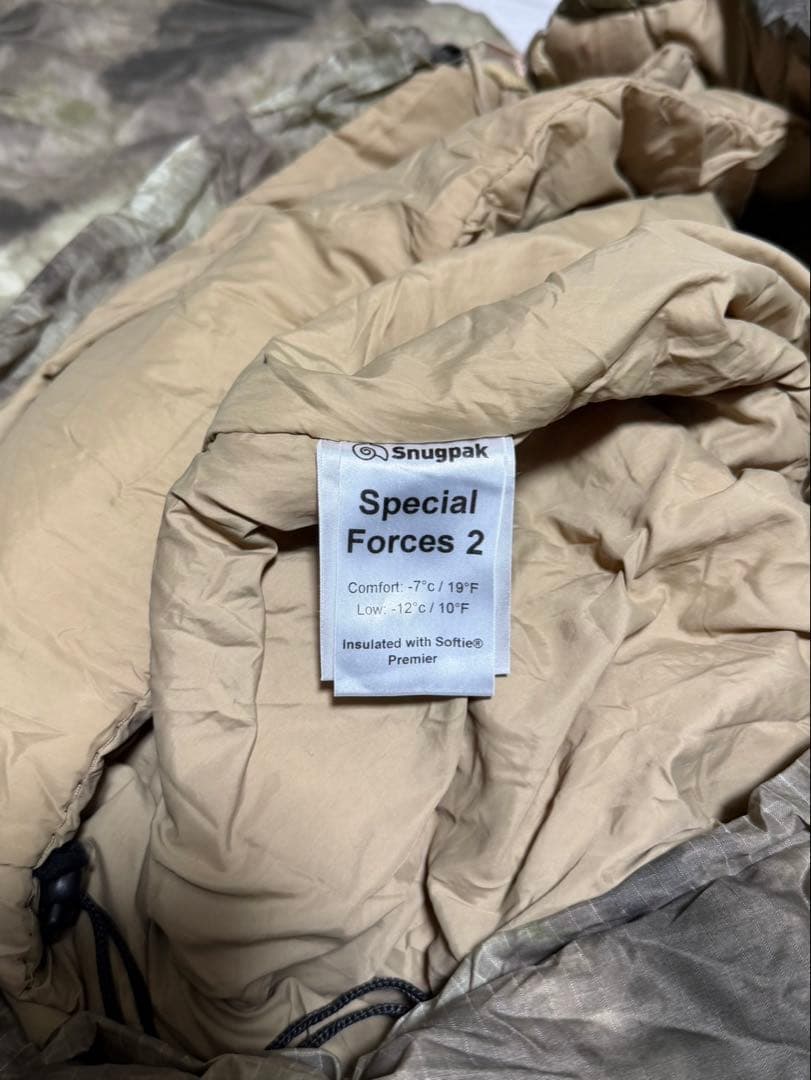 Snugpak
Special
Forces 2
Comfort: -7°c / 19°F
Low: -12°c / 10°F
Insulated with Softie®
Premier